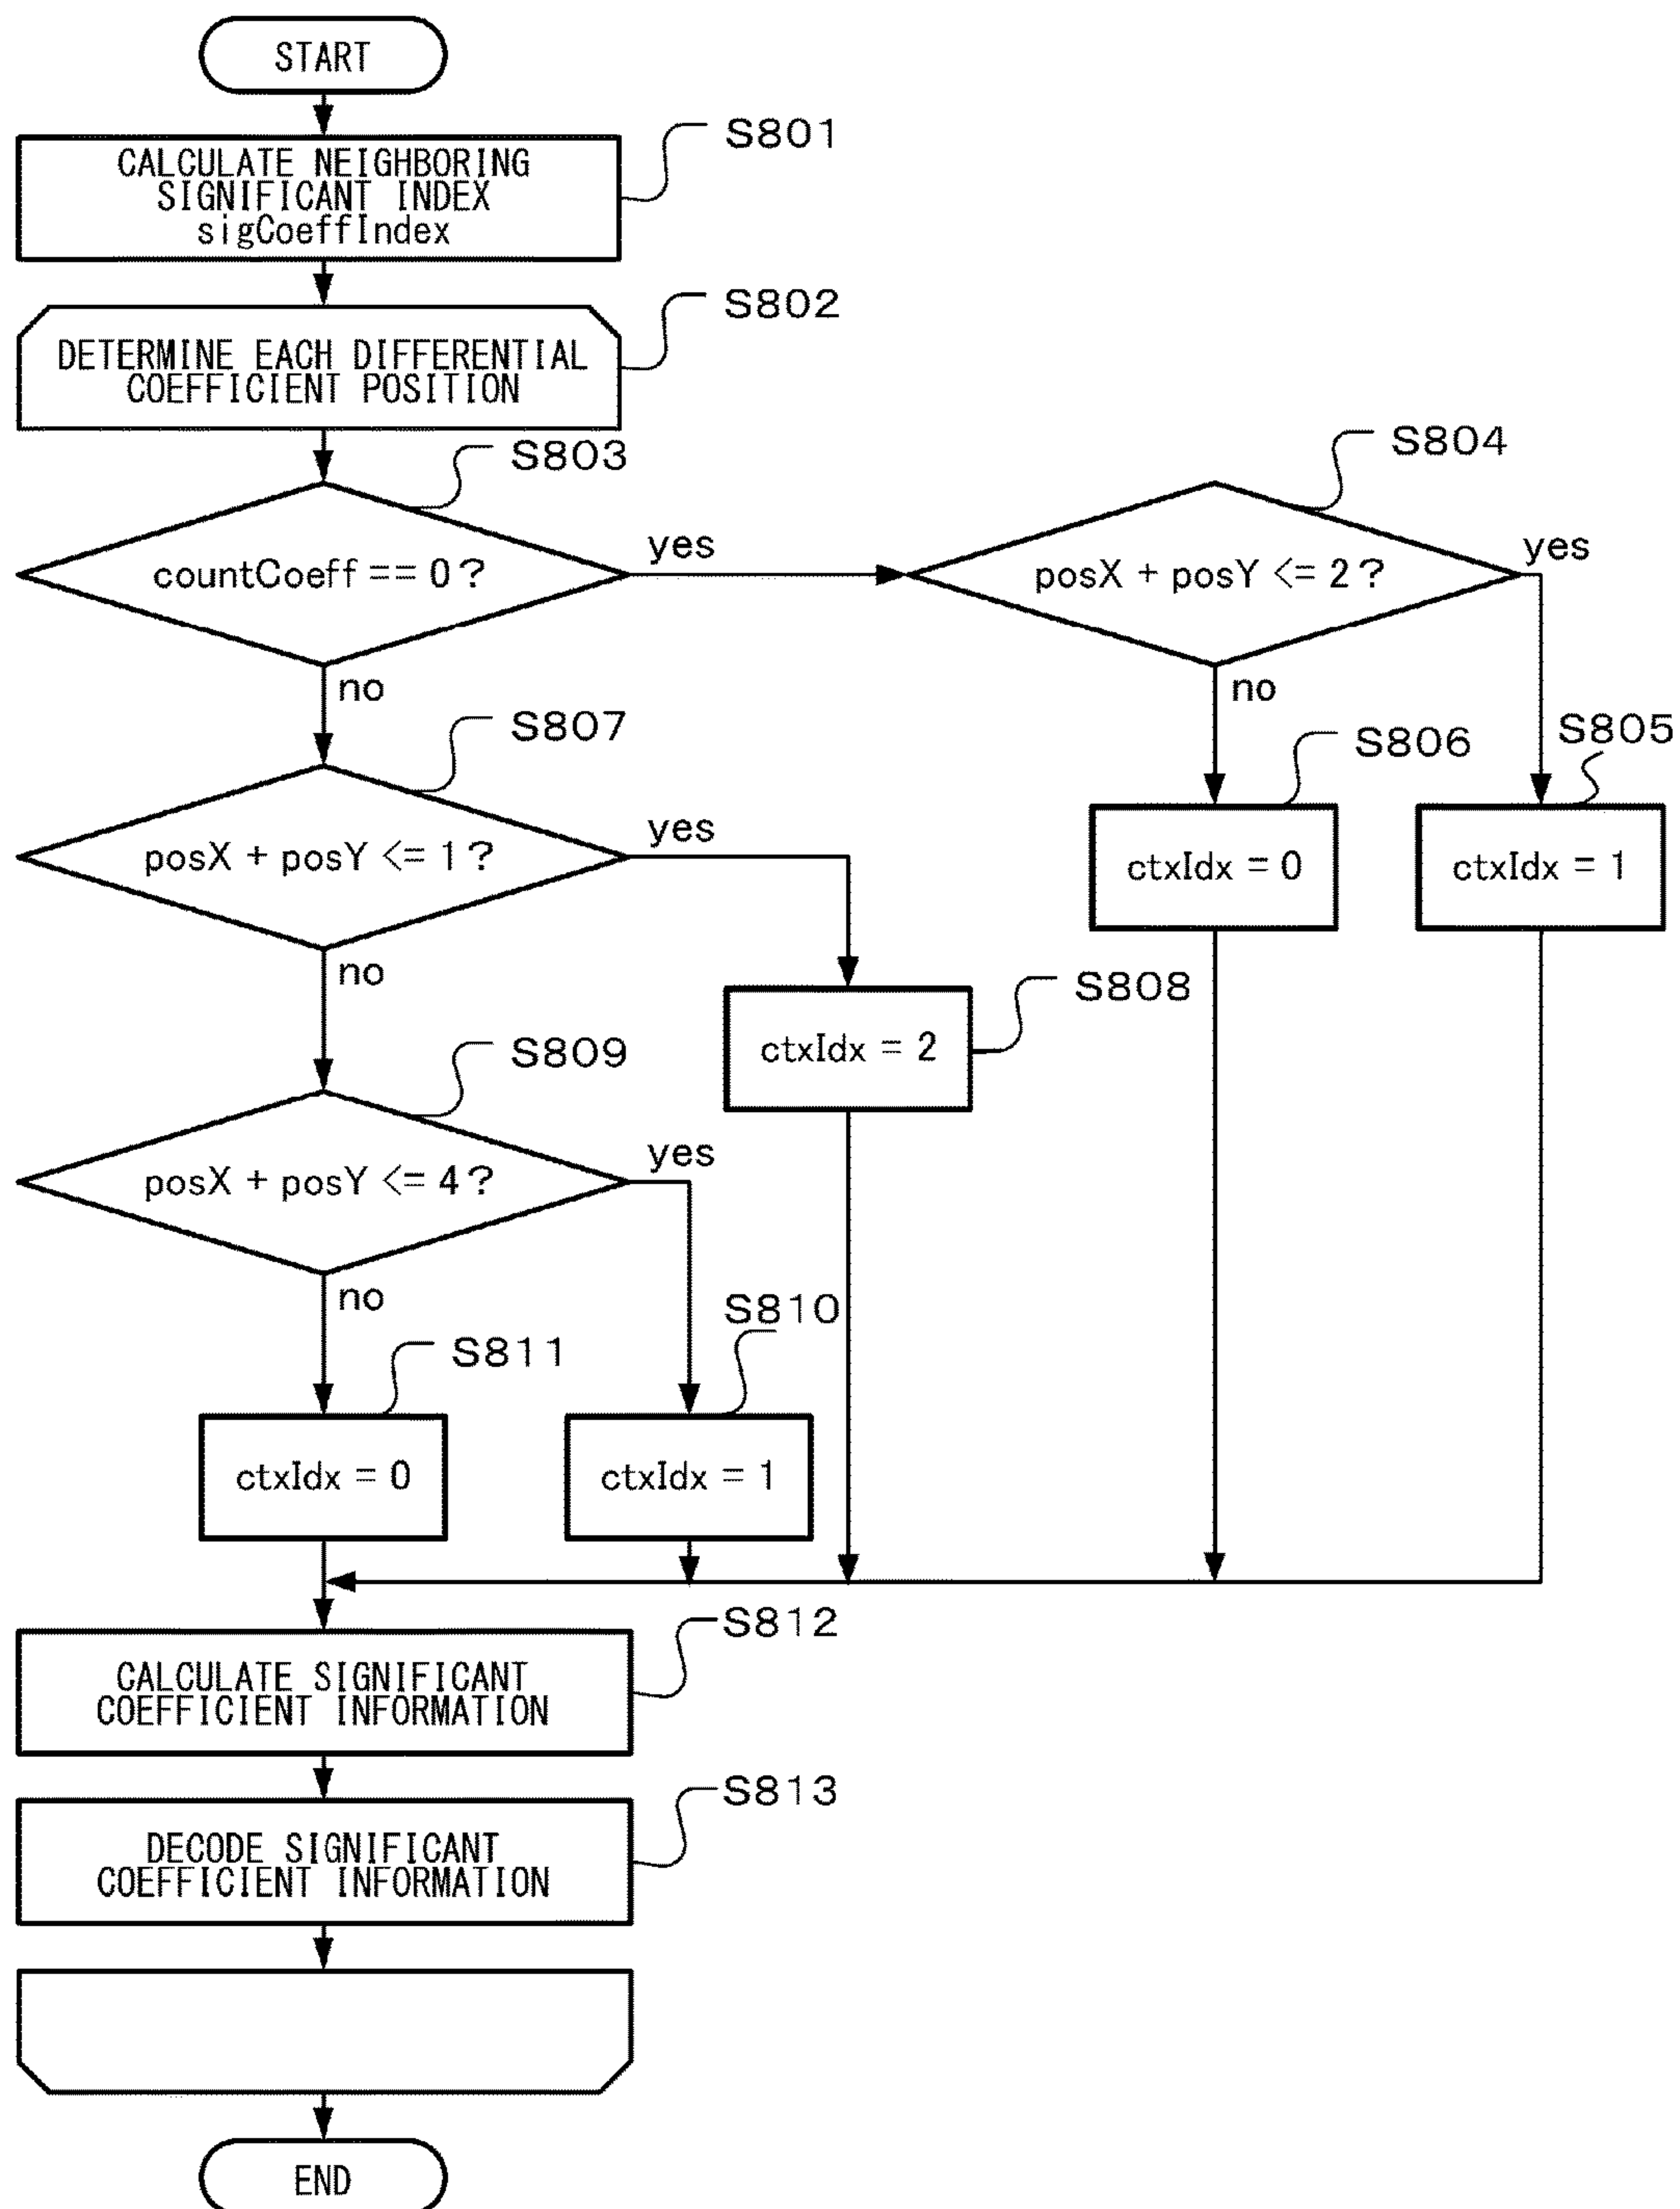 START
S801
CALCULATE NEIGHBORING
SIGNIFICANT INDEX
sigCoeffIndex
S802
DETERMINE EACH DIFFERENTIAL
COEFFICIENT POSITION
S803
countCoeff == 0?
yes
no
S804
posX + posY <= 2?
yes
no
S807
posX + posY <= 1?
yes
no
S806
ctxIdx = 0
S805
ctxIdx = 1
S808
ctxIdx = 2
S809
posX + posY <= 4?
yes
no
S811
ctxIdx = 0
S810
ctxIdx = 1
S812
CALCULATE SIGNIFICANT
COEFFICIENT INFORMATION
S813
DECODE SIGNIFICANT
COEFFICIENT INFORMATION
END